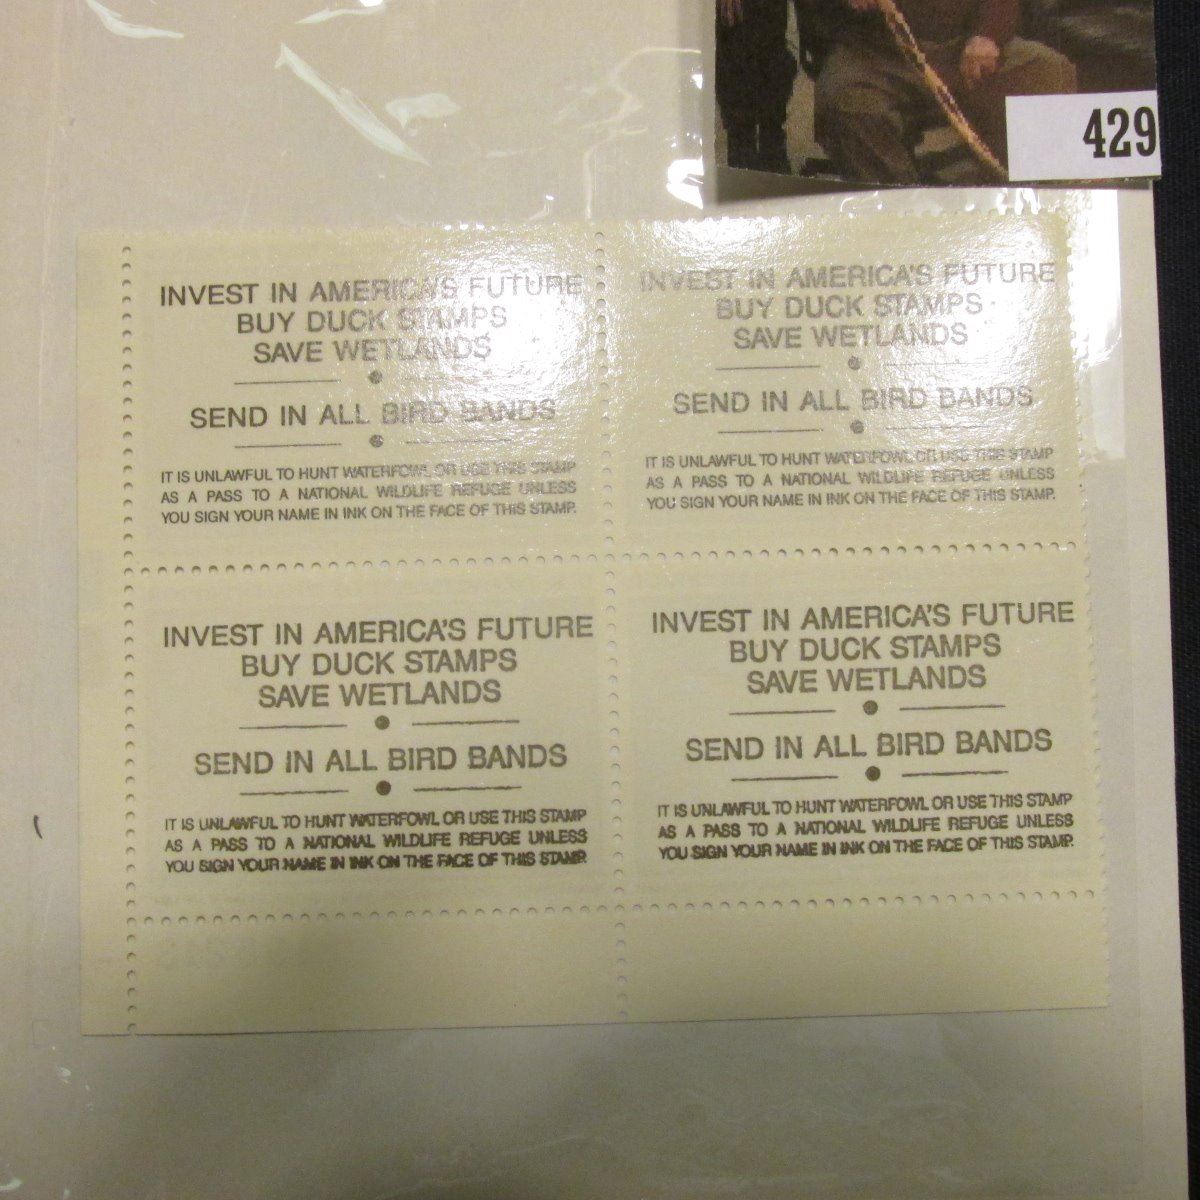 429
INVEST IN AMERICA'S FUTURE
BUY DUCK STAMPS
SAVE WETLANDS
SEND IN ALL BIRD BANDS
IT IS UNLAWFUL TO HUNT WATERFOWL OR USE THIS STAMP
AS A PASS TO A NATIONAL WILDLIFE REFUGE UNLESS
YOU SIGN YOUR NAME IN INK ON THE FACE OF THIS STAMP.
INVEST IN AMERICA'S FUTURE
BUY DUCK STAMPS
SAVE WETLANDS
SEND IN ALL BIRD BANDS
IT IS UNLAWFUL TO HUNT WATERFOWL OR USE THIS STAMP
AS A PASS TO A NATIONAL WILDLIFE REFUGE UNLESS
YOU SIGN YOUR NAME IN INK ON THE FACE OF THIS STAMP.
INVEST IN AMERICA'S FUTURE
BUY DUCK STAMPS
SAVE WETLANDS
SEND IN ALL BIRD BANDS
IT IS UNLAWFUL TO HUNT WATERFOWL OR USE THIS STAMP
AS A PASS TO A NATIONAL WILDLIFE REFUGE UNLESS
YOU SIGN YOUR NAME IN INK ON THE FACE OF THIS STAMP.
INVEST IN AMERICA'S FUTURE
BUY DUCK STAMPS
SAVE WETLANDS
SEND IN ALL BIRD BANDS
IT IS UNLAWFUL TO HUNT WATERFOWL OR USE THIS STAMP
AS A PASS TO A NATIONAL WILDLIFE REFUGE UNLESS
YOU SIGN YOUR NAME IN INK ON THE FACE OF THIS STAMP.